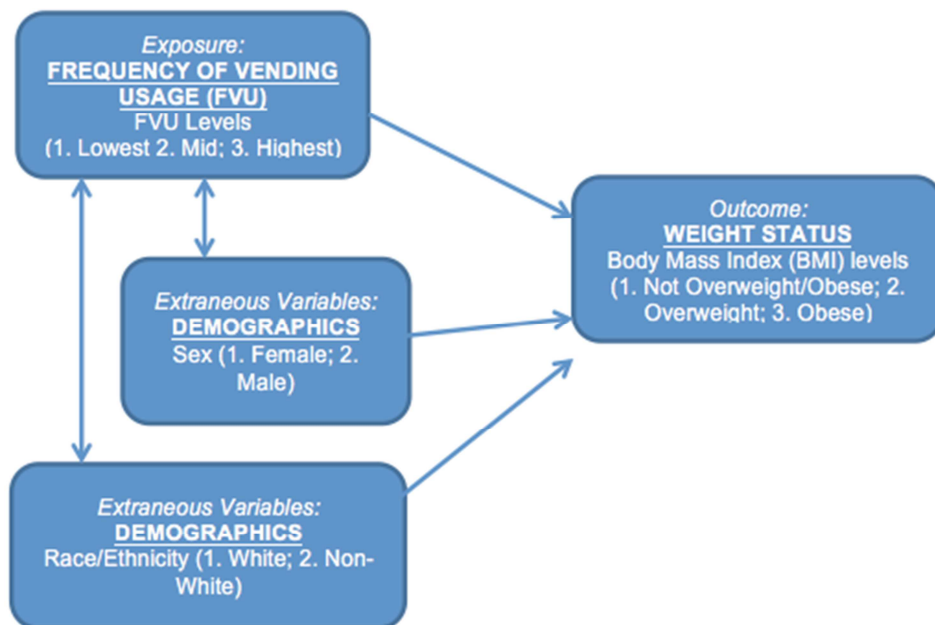 Exposure:
FREQUENCY OF VENDING
USAGE (FVU)
FVU Levels
(1. Lowest 2. Mid; 3. Highest)
Outcome:
WEIGHT STATUS
Body Mass Index (BMI) levels
(1. Not Overweight/Obese; 2.
Overweight; 3. Obese)
Extraneous Variables:
DEMOGRAPHICS
Sex (1. Female; 2.
Male)
Extraneous Variables:
DEMOGRAPHICS
Race/Ethnicity (1. White; 2. Non-
White)